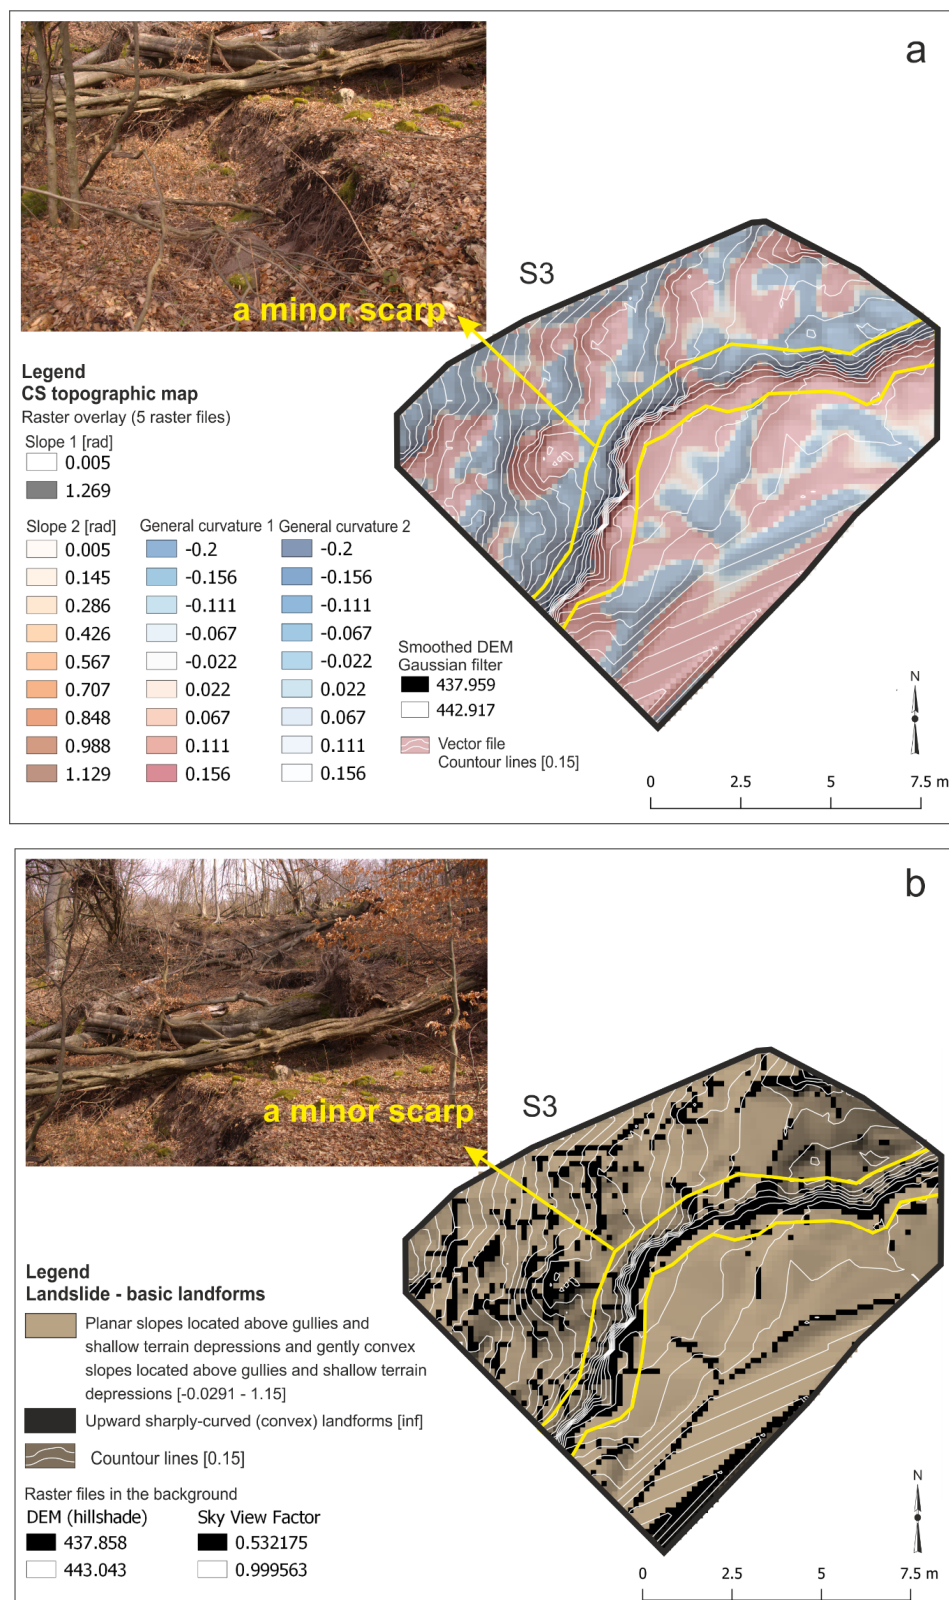 a
S3
a minor scarp
Legend
CS topographic map
Raster overlay (5 raster files)
Slope 1 [rad]
0.005
1.269
Slope 2 [rad]
0.005
0.145
0.286
0.426
0.567
0.707
0.848
0.988
1.129
General curvature 1
-0.2
-0.156
-0.111
-0.067
-0.022
0.022
0.067
0.111
0.156
General curvature 2
-0.2
-0.156
-0.111
-0.067
-0.022
0.022
0.067
0.111
0.156
Smoothed DEM
Gaussian filter
437.959
442.917
Vector file
Countour lines [0.15]
N
0 2.5 5 7.5 m
b
S3
a minor scarp
Legend
Landslide - basic landforms
Planar slopes located above gullies and
shallow terrain depressions and gently convex
slopes located above gullies and shallow terrain
depressions [-0.0291 - 1.15]
Upward sharply-curved (convex) landforms [inf]
Countour lines [0.15]
Raster files in the background
DEM (hillshade)
437.858
443.043
Sky View Factor
0.532175
0.999563
N
0 2.5 5 7.5 m